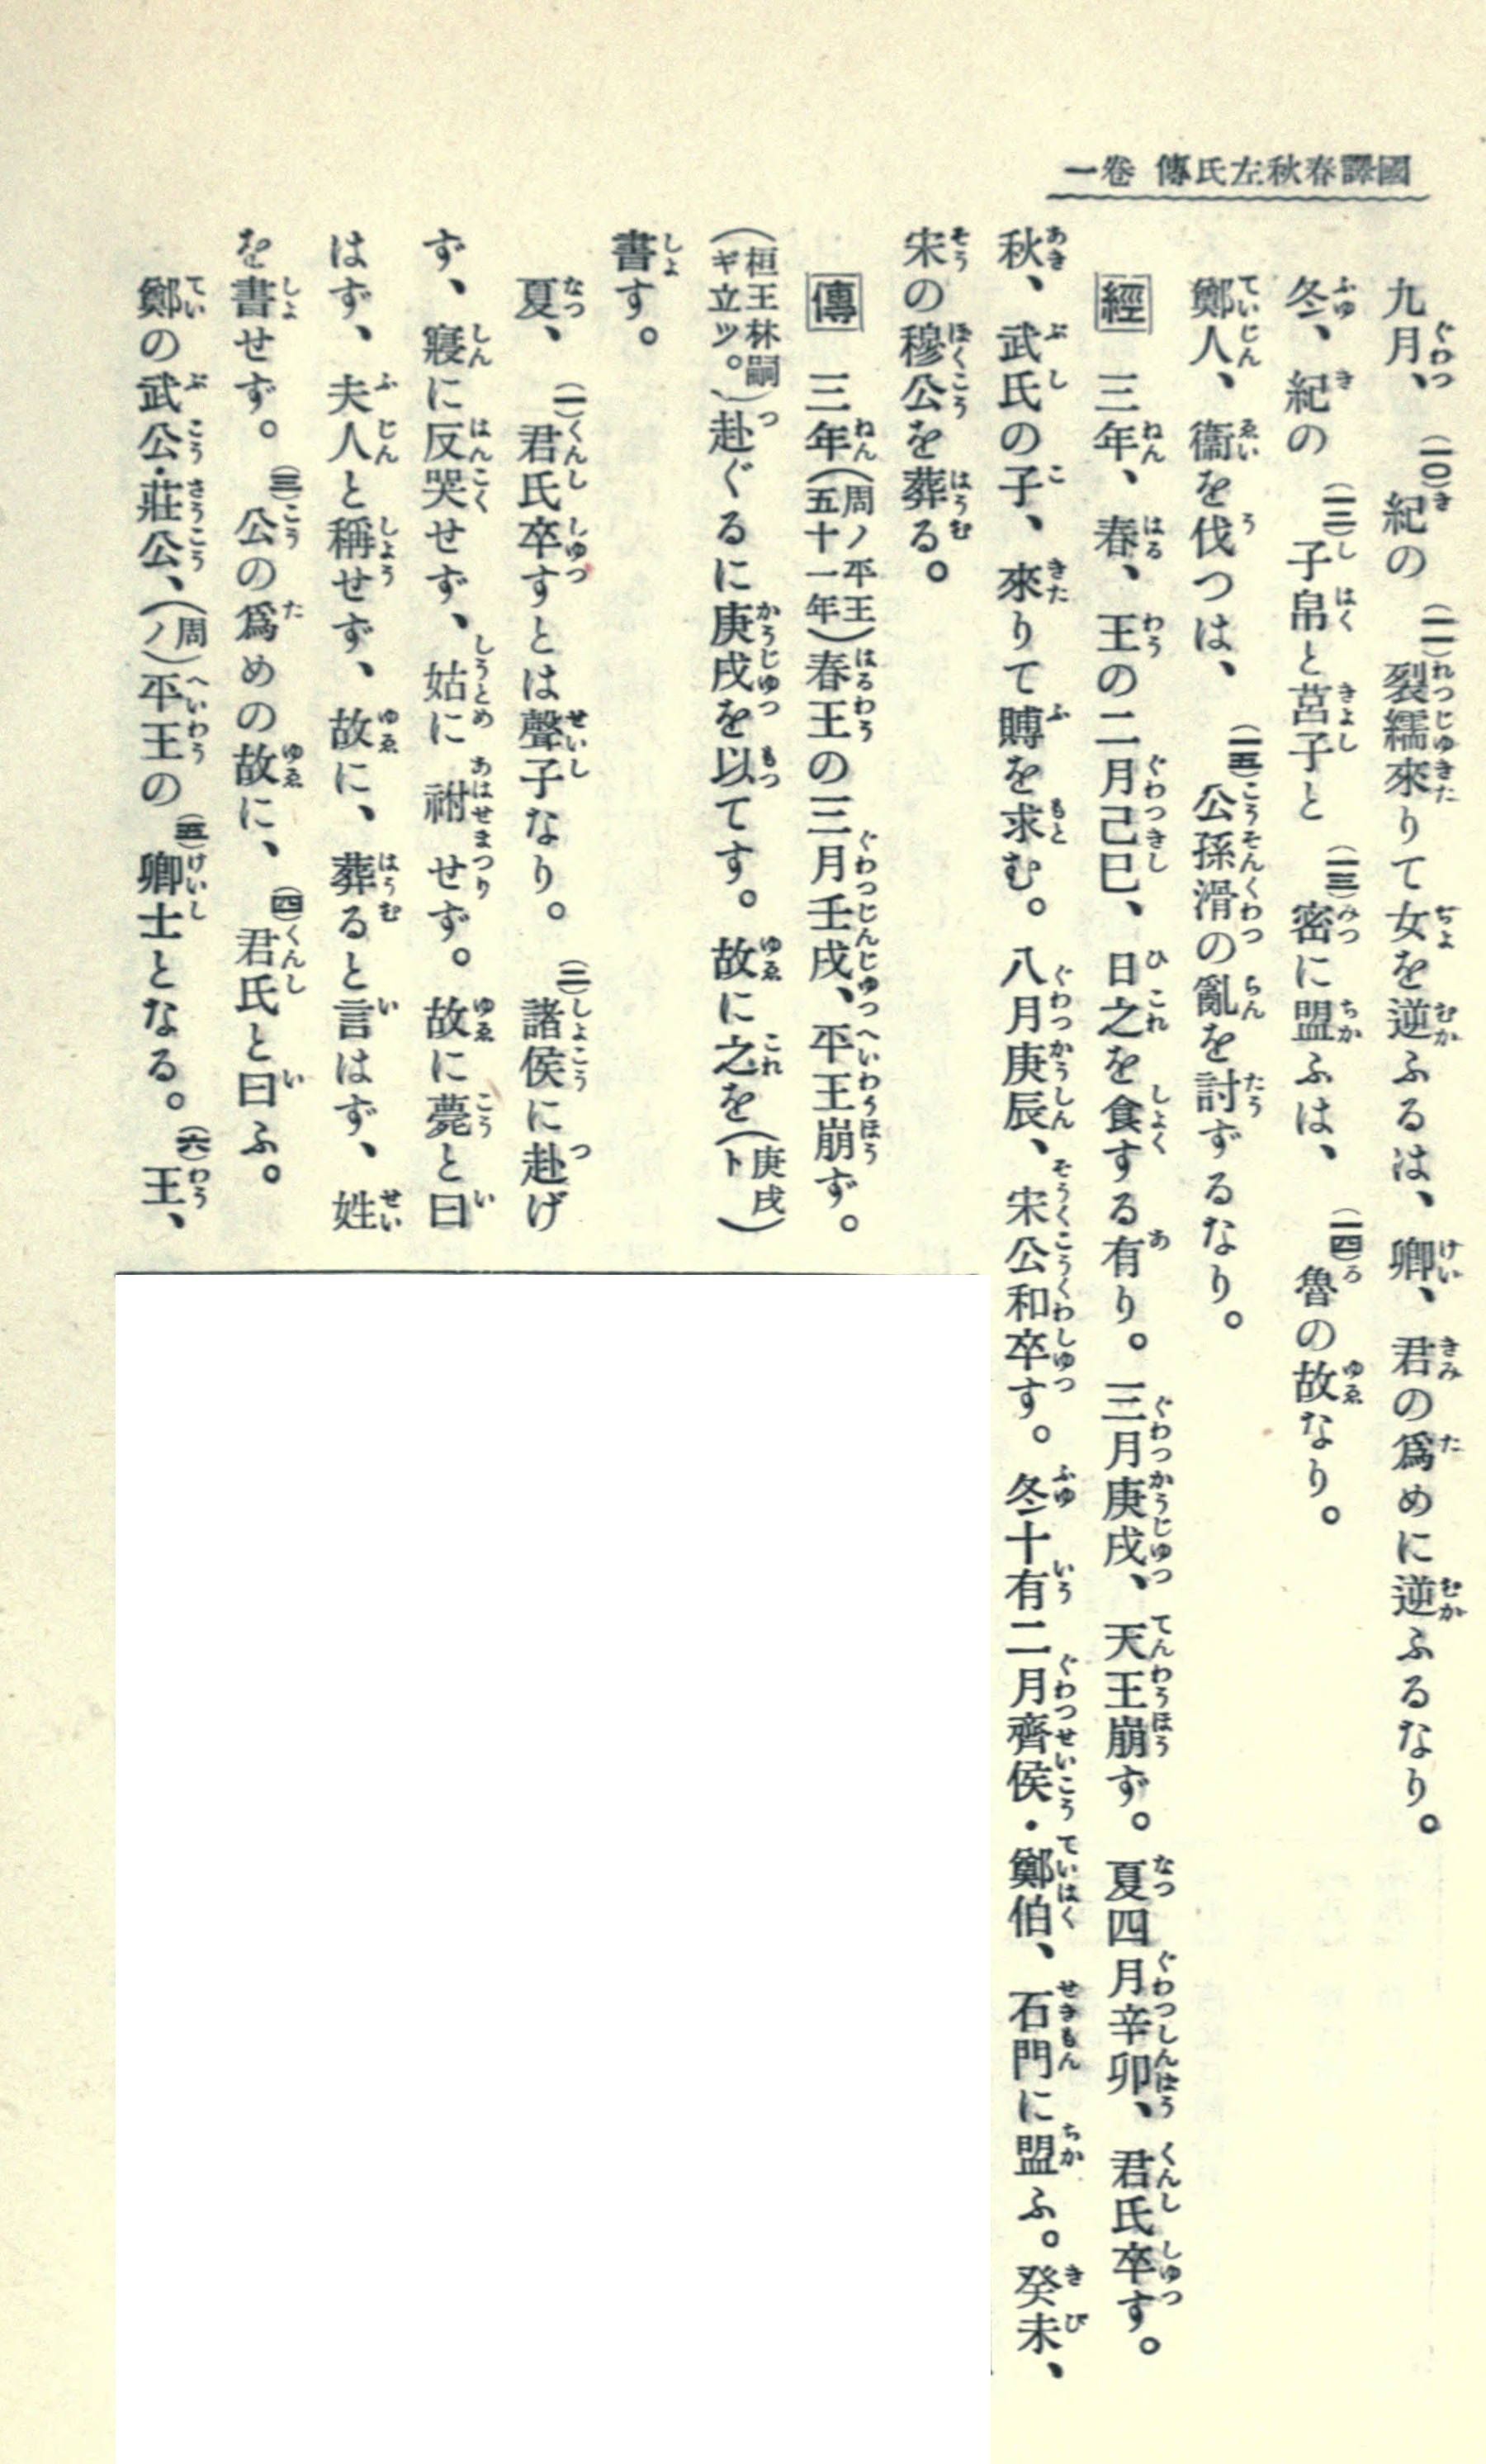 國譯春秋左氏傳 卷一
九月、(一〇)紀の(一一)裂繻來りて女を逆ふるは、卿、君の爲めに逆ふるなり。
冬、紀の(一二)子帛と莒子と(一三)密に盟ふは、(一四)魯の故なり。
鄭人、衞を伐つは、(一五)公孫滑の亂を討ずるなり。
經 三年、春、王の二月己巳、日之を食する有り。三月庚戌、天王崩ず。夏四月辛卯、君氏卒す。
秋、武氏の子、來りて賻を求む。八月庚辰、宋公和卒す。冬十有二月齊侯・鄭伯、石門に盟ふ。癸未、
宋の穆公を葬る。
傳 三年(周ノ平王五十一年)春王の三月壬戌、平王崩ず。
(桓王林嗣ギ立ツ。)赴ぐるに庚戌を以てす。故に之を(庚戌ト)
書す。
夏、(一)君氏卒すとは聲子なり。(二)諸侯に赴げ
ず、寢に反哭せず、姑に祔せず。故に薨と曰
はず、夫人と稱せず、故に、葬ると言はず、姓
を書せず。(三)公の爲めの故に、(四)君氏と曰ふ。
鄭の武公・莊公、(周ノ)平王の(五)卿士となる。(六)王、